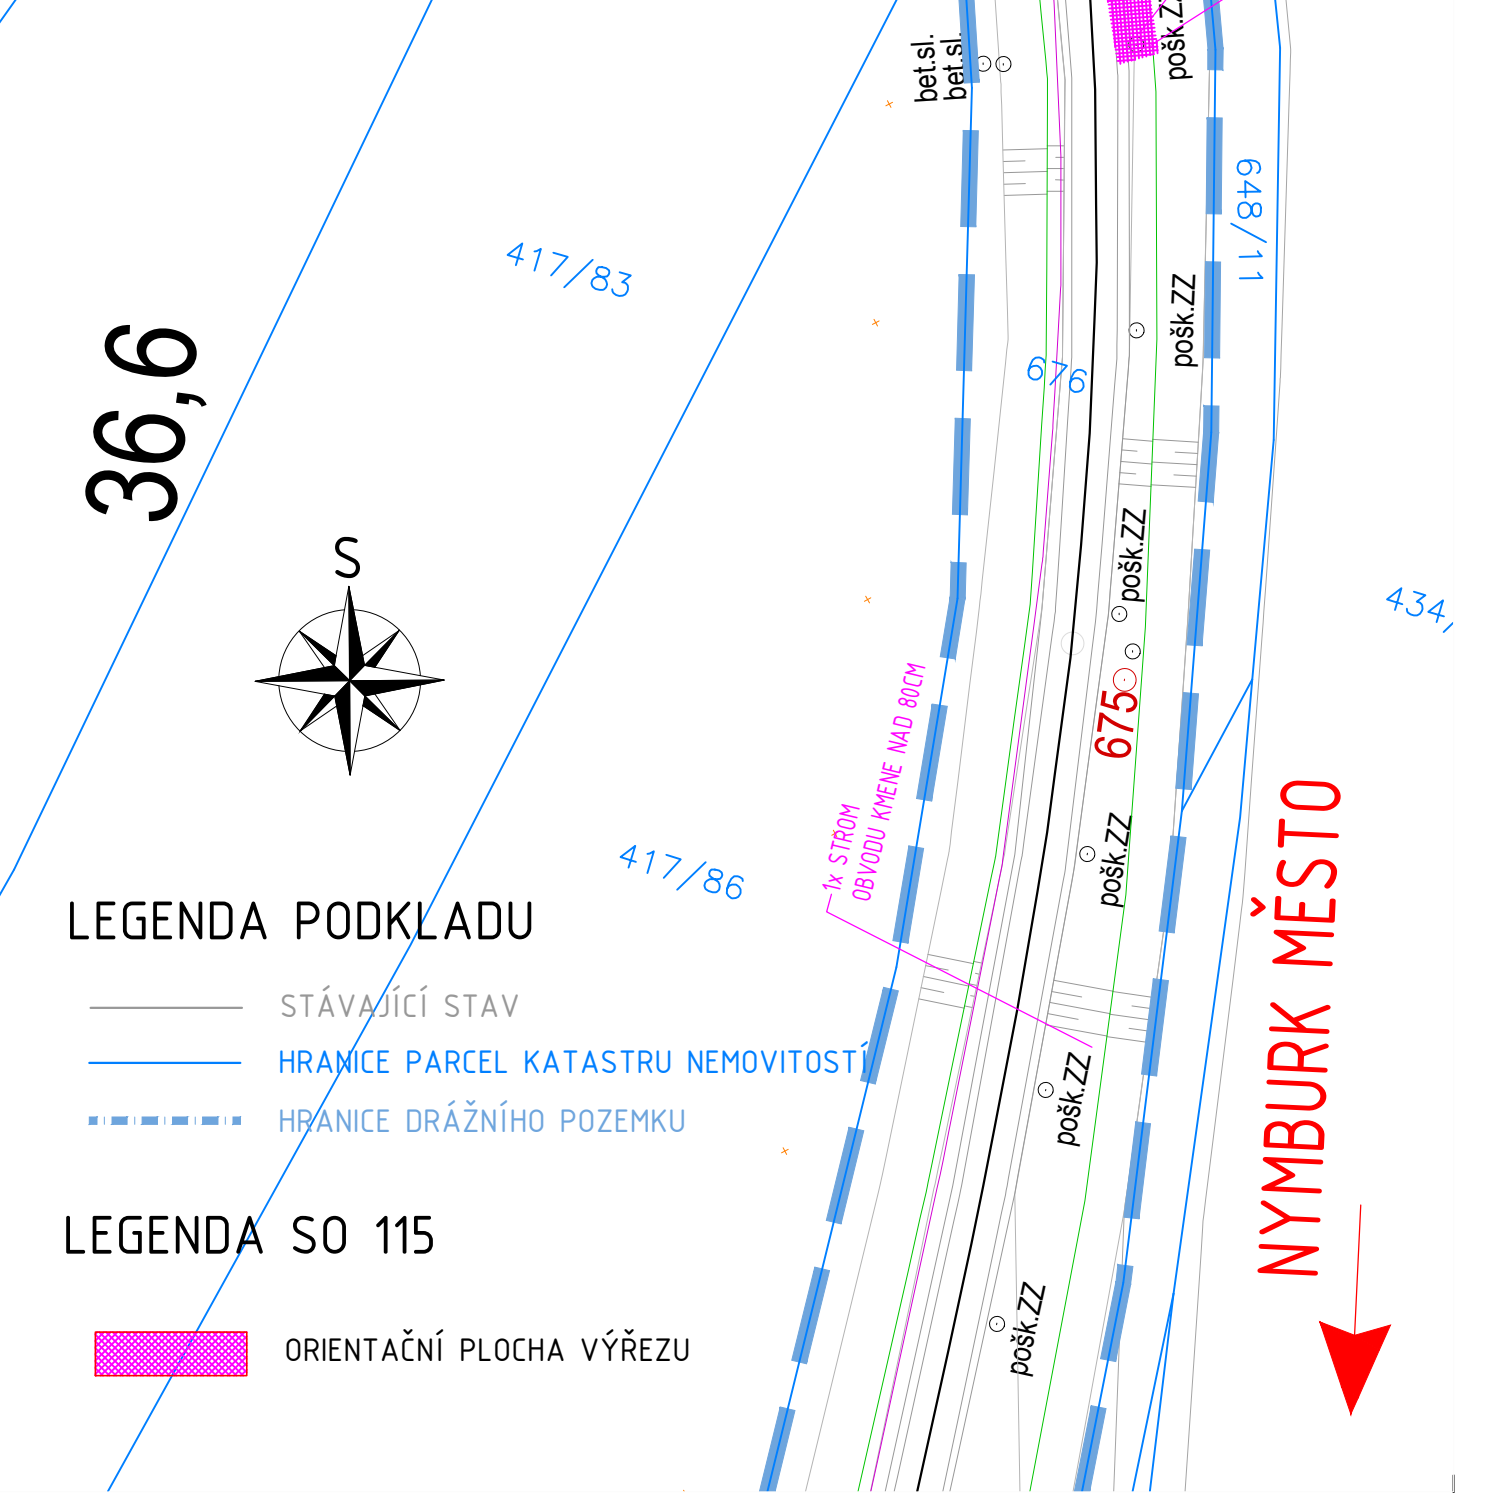 bet.sl.
bet.sl.
648/11
417/83
pošk.ZZ
36,6
676
S
pošk.ZZ
434,
675
1x STROM
OBVODU KMENE NAD 80CM
pošk.ZZ
417/86
NYMBURK MĚSTO
LEGENDA PODKLADU
STÁVAJÍCÍ STAV
HRANICE PARCEL KATASTRU NEMOVITOSTÍ
HRANICE DRÁŽNÍHO POZEMKU
pošk.ZZ
LEGENDA SO 115
pošk.ZZ
ORIENTAČNÍ PLOCHA VÝŘEZU